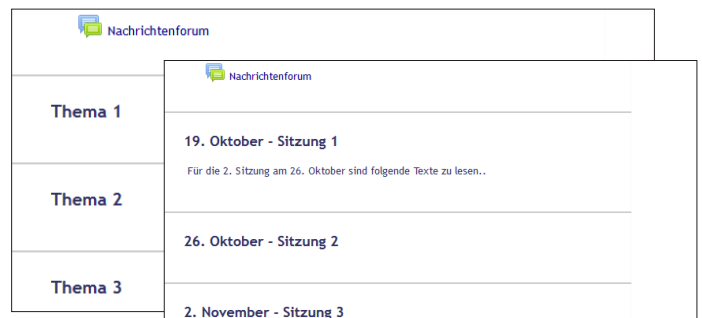 Nachrichtenforum
Thema 1
Thema 2
Thema 3
Nachrichtenforum
19. Oktober - Sitzung 1
Für die 2. Sitzung am 26. Oktober sind folgende Texte zu lesen..
26. Oktober - Sitzung 2
2. November - Sitzung 3